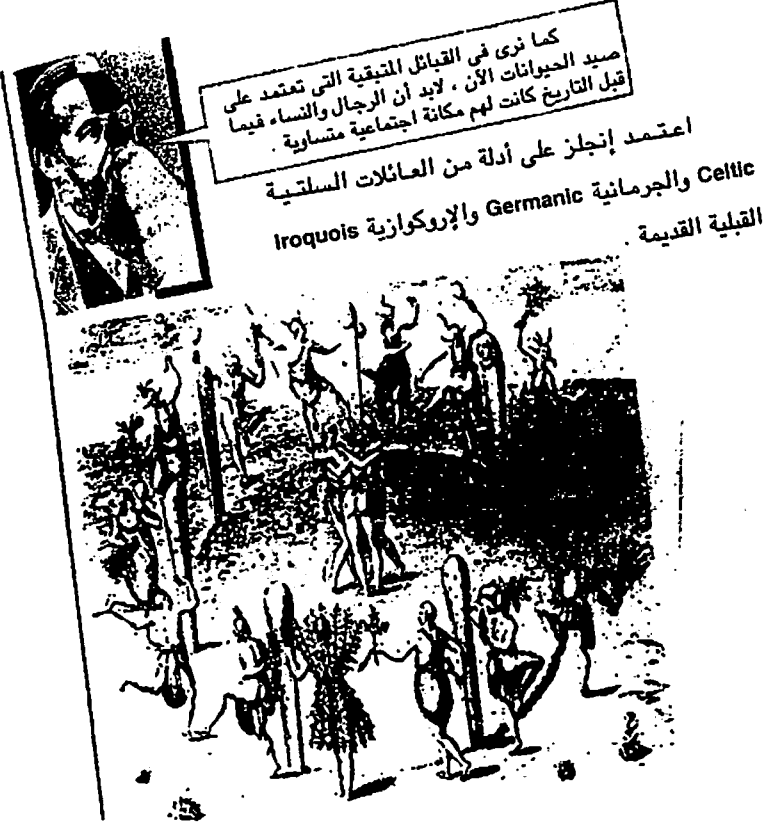 كما نرى فى القبائل المتبقية التى تعتمد على
صيد الحيوانات الآن ، لابد أن الرجال والنساء فيما
قبل التاريخ كانت لهم مكانة اجتماعية متساوية .
اعتمد إنجلز على أدلة من العائلات السلتية
Celtic والجرمانية Germanic والإروكوازية Iroquois
القبلية القديمة .